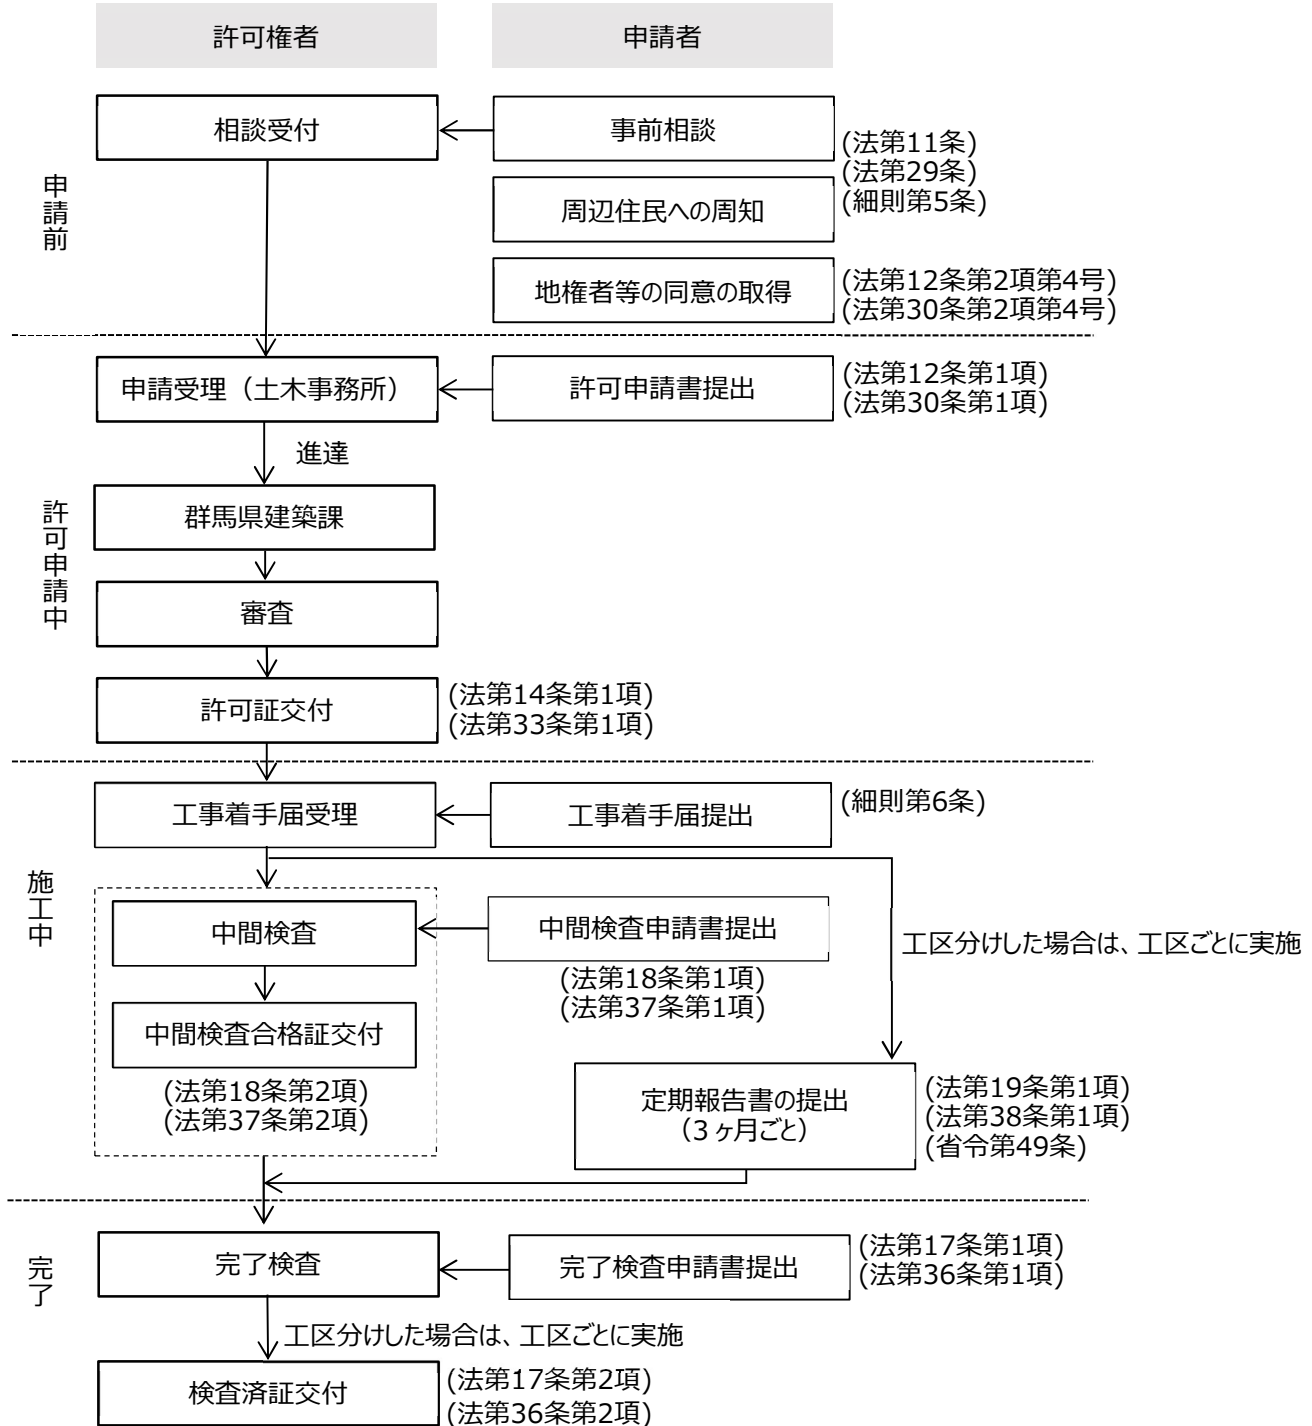 許可権者
申請者
申請前
相談受付
事前相談
(法第11条)
(法第29条)
(細則第5条)
周辺住民への周知
地権者等の同意の取得
(法第12条第2項第4号)
(法第30条第2項第4号)
許可申請中
申請受理（土木事務所）
許可申請書提出
(法第12条第1項)
(法第30条第1項)
進達
群馬県建築課
審査
許可証交付
(法第14条第1項)
(法第33条第1項)
施工中
工事着手届受理
工事着手届提出
(細則第6条)
中間検査
中間検査申請書提出
(法第18条第1項)
(法第37条第1項)
工区分けした場合は、工区ごとに実施
中間検査合格証交付
(法第18条第2項)
(法第37条第2項)
定期報告書の提出
（３ヶ月ごと）
(法第19条第1項)
(法第38条第1項)
(省令第49条)
完了
完了検査
完了検査申請書提出
(法第17条第1項)
(法第36条第1項)
工区分けした場合は、工区ごとに実施
検査済証交付
(法第17条第2項)
(法第36条第2項)